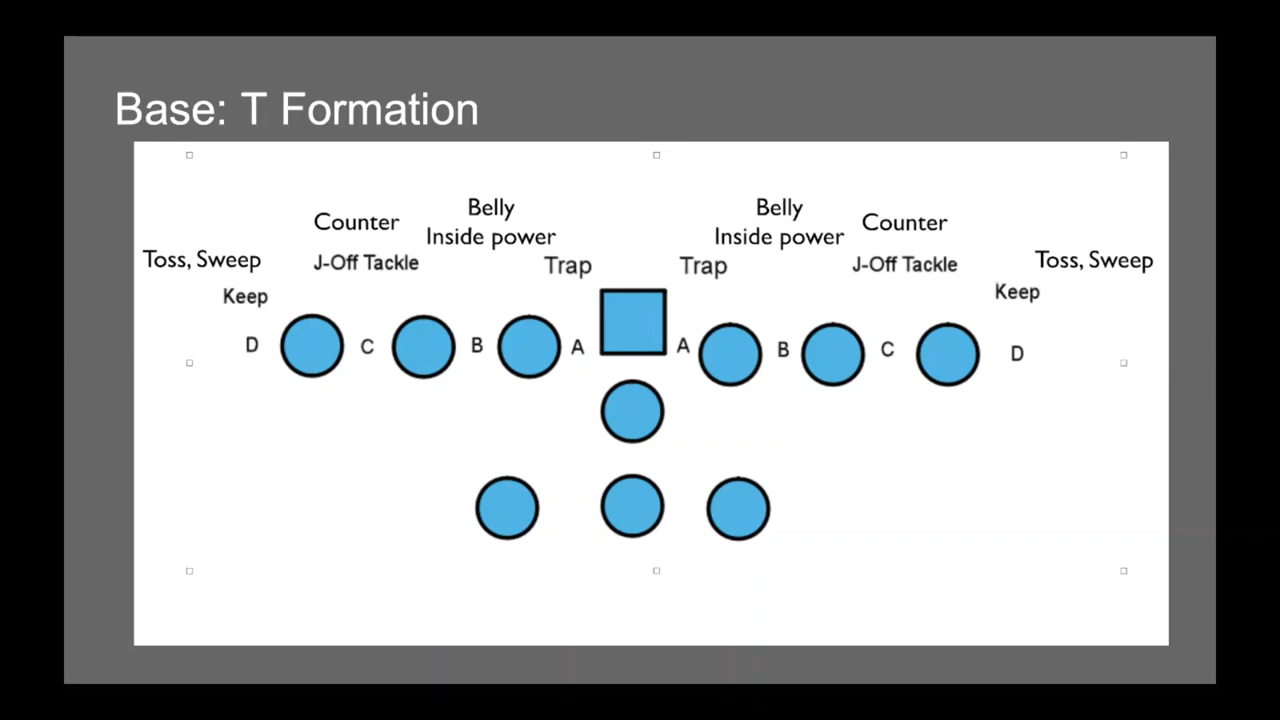 Base: T Formation
Belly
Belly
Counter
Inside power
Inside power
Counter
Toss, Sweep
J-Off Tackle
Trap
Trap
J-Off Tackle
Toss, Sweep
Keep
Keep
D
C
B
A
A
B
C
D